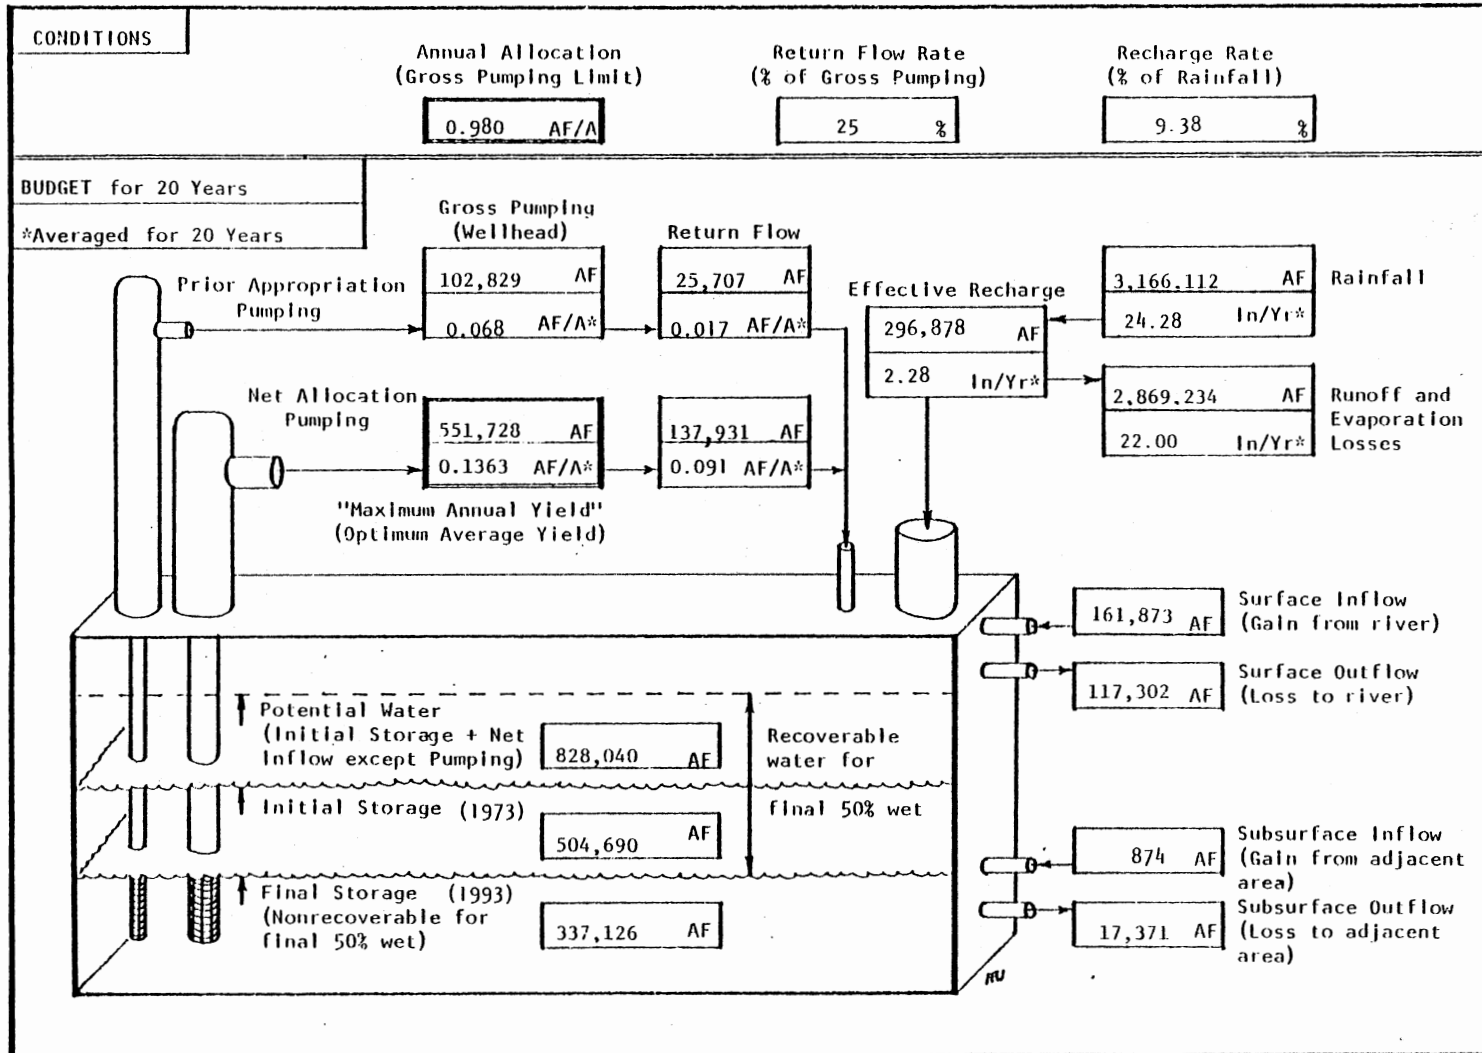 CONDITIONS
Annual Allocation
(Gross Pumping Limit)
0.980 AF/A
Return Flow Rate
(% of Gross Pumping)
25 %
Recharge Rate
(% of Rainfall)
9.38 %
BUDGET for 20 Years
*Averaged for 20 Years
Gross Pumping
(Wellhead)
Return Flow
Prior Appropriation
Pumping
102,829 AF
0.068 AF/A*
25,707 AF
0.017 AF/A*
Effective Recharge
296,878 AF
2.28 In/Yr*
3,166,112 AF
24.28 In/Yr*
Rainfall
Net Allocation
Pumping
551,728 AF
0.1363 AF/A*
137,931 AF
0.091 AF/A*
2,869,234 AF
22.00 In/Yr*
Runoff and
Evaporation
Losses
"Maximum Annual Yield"
(Optimum Average Yield)
161,873 AF
Surface Inflow
(Gain from river)
117,302 AF
Surface Outflow
(Loss to river)
Potential Water
(Initial Storage + Net
Inflow except Pumping)
828,040 AF
Recoverable
water for
final 50% wet
Initial Storage (1973)
504,690 AF
874 AF
Subsurface Inflow
(Gain from adjacent
area)
Final Storage (1993)
(Nonrecoverable for
final 50% wet)
337,126 AF
17,371 AF
Subsurface Outflow
(Loss to adjacent
area)